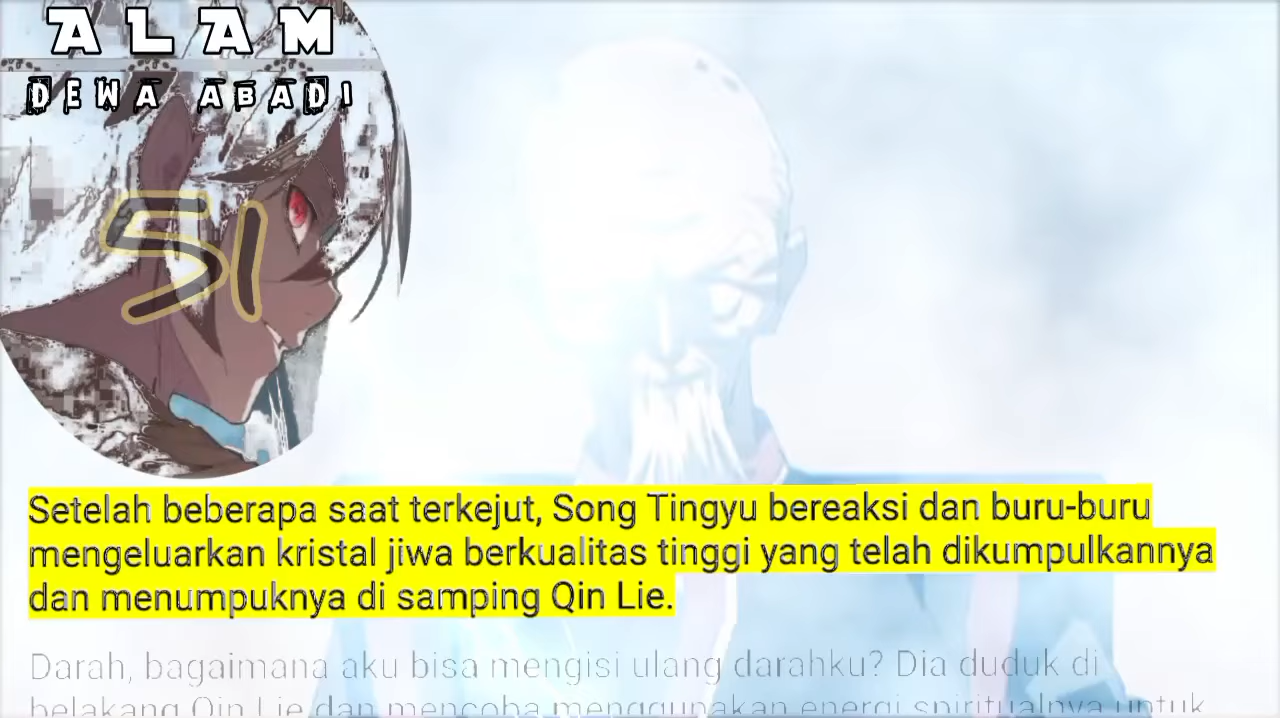 ALAM
DEWA ABADI
51
Setelah beberapa saat terkejut, Song Tingyu bereaksi dan buru-buru
mengeluarkan kristal jiwa berkualitas tinggi yang telah dikumpulkannya
dan menumpuknya di samping Qin Lie.
Darah, bagaimana aku bisa mengisi ulang darahku? Dia duduk di
belakang Qin Lie dan mencoba menggunakan energi spiritualnya untuk